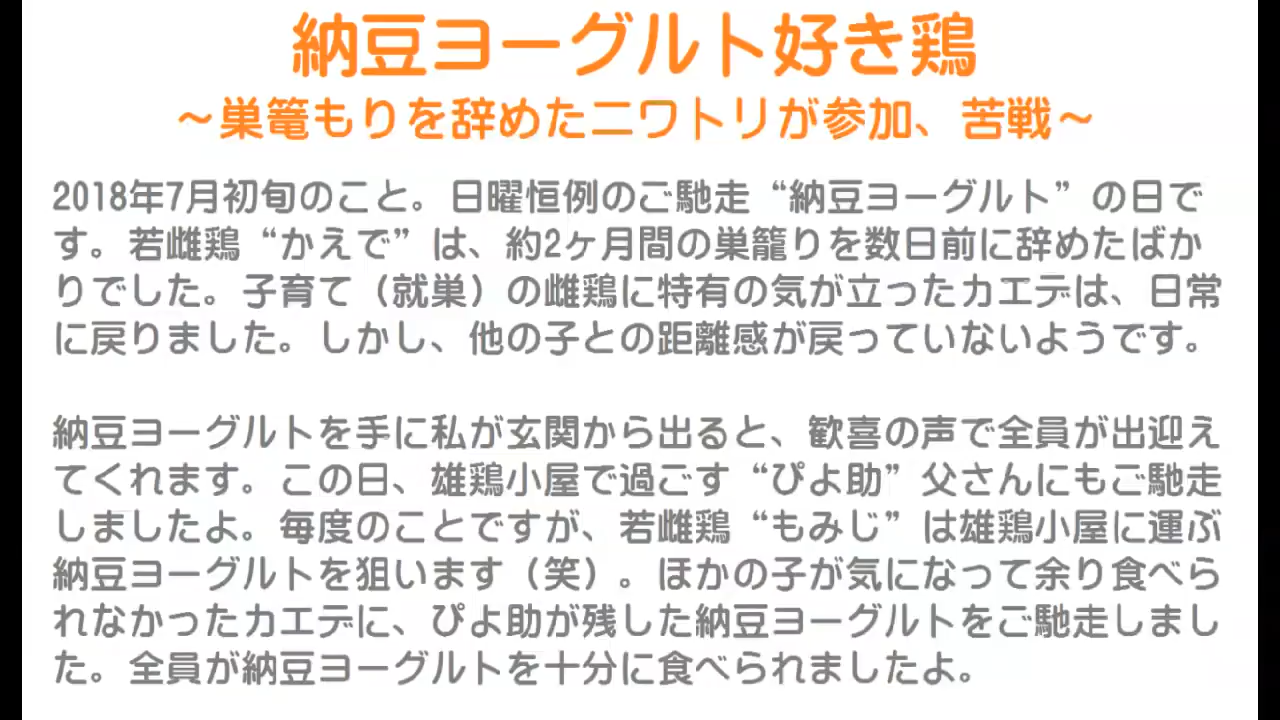 納豆ヨーグルト好き鶏
～巣篭もりを辞めたニワトリが参加、苦戦～
2018年7月初旬のこと。日曜恒例のご馳走“納豆ヨーグルト”の日で
す。若雌鶏“かえで”は、約2ヶ月間の巣籠りを数日前に辞めたばか
りでした。子育て（就巣）の雌鶏に特有の気が立ったカエデは、日常
に戻りました。しかし、他の子との距離感が戻っていないようです。
納豆ヨーグルトを手に私が玄関から出ると、歓喜の声で全員が出迎え
てくれます。この日、雄鶏小屋で過ごす“ぴよ助”父さんにもご馳走
しましたよ。毎度のことですが、若雌鶏“もみじ”は雄鶏小屋に運ぶ
納豆ヨーグルトを狙います（笑）。ほかの子が気になって余り食べら
れなかったカエデに、ぴよ助が残した納豆ヨーグルトをご馳走しまし
た。全員が納豆ヨーグルトを十分に食べられましたよ。